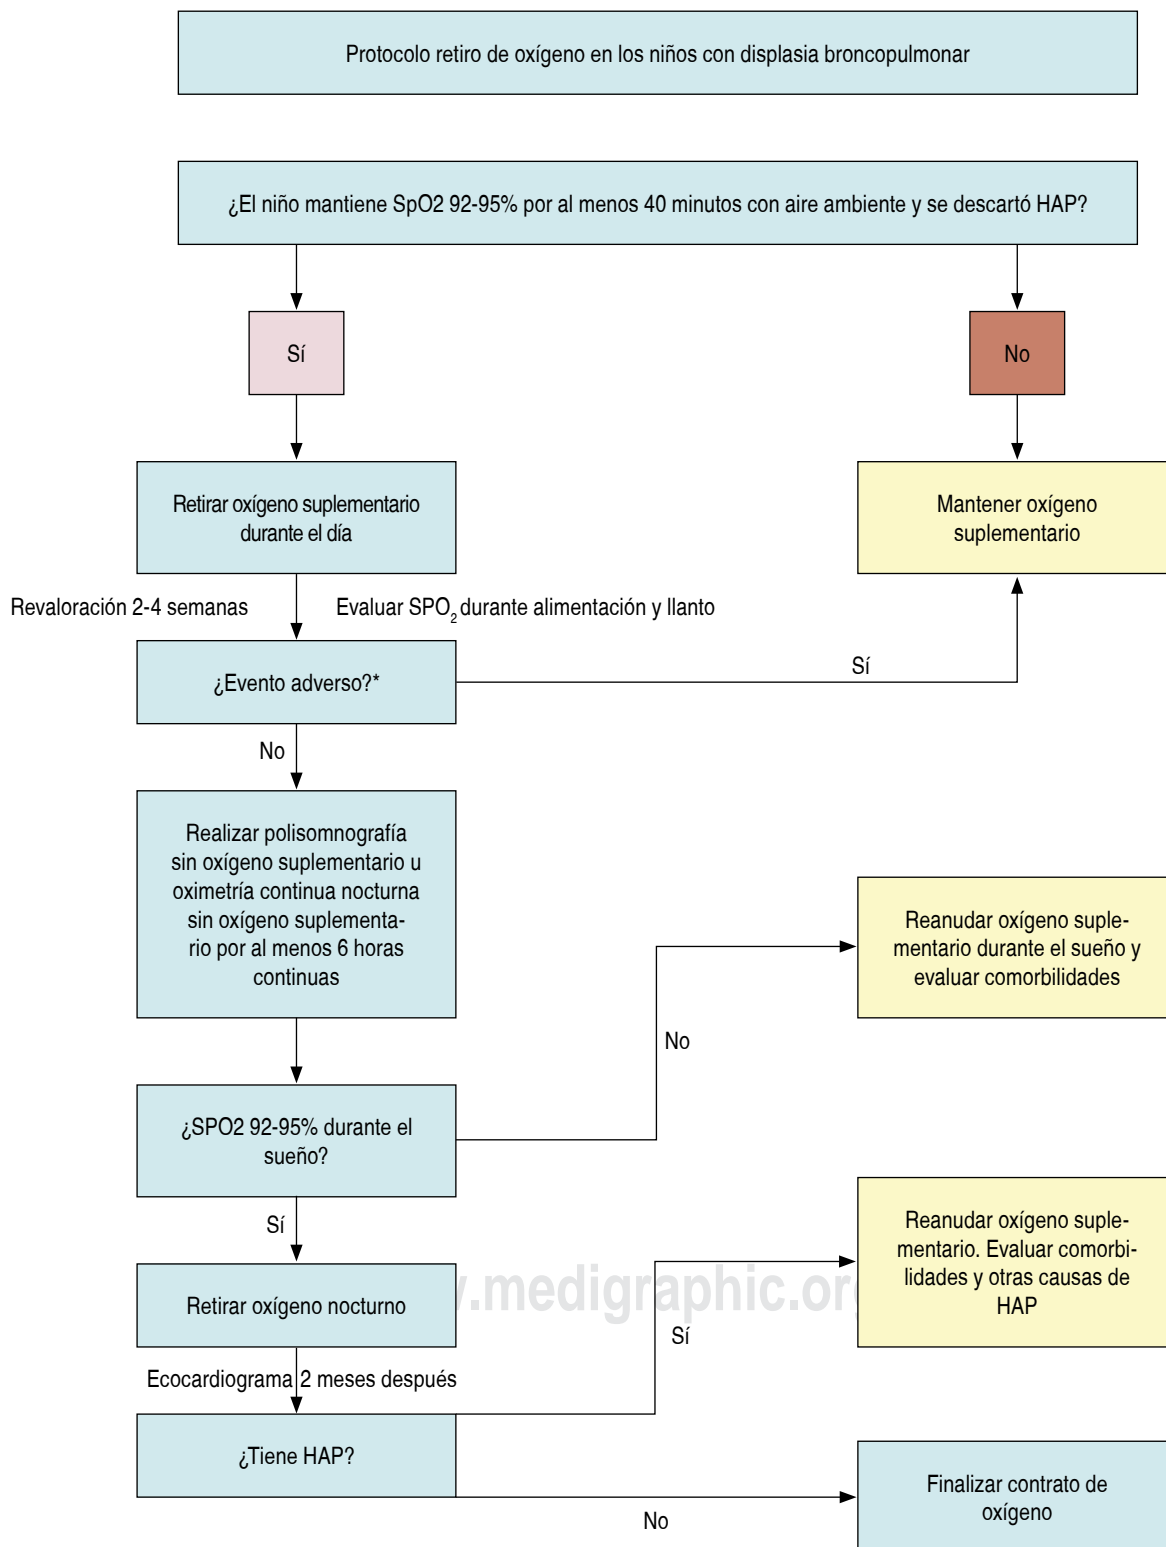 Protocolo retiro de oxígeno en los niños con displasia broncopulmonar
¿El niño mantiene SpO2 92-95% por al menos 40 minutos con aire ambiente y se descartó HAP?
Sí
No
Retirar oxígeno suplementario
durante el día
Mantener oxígeno
suplementario
Revaloración 2-4 semanas
Evaluar SPO2 durante alimentación y llanto
¿Evento adverso?*
Sí
No
Realizar polisomnografía
sin oxígeno suplementario u
oximetría continua nocturna
sin oxígeno suplementa-
rio por al menos 6 horas
continuas
Reanudar oxígeno suple-
mentario durante el sueño y
evaluar comorbilidades
No
¿SPO2 92-95% durante el
sueño?
Sí
Reanudar oxígeno suple-
mentario. Evaluar comorbi-
lidades y otras causas de
HAP
Retirar oxígeno nocturno
.medigraphic.org
Sí
Ecocardiograma 2 meses después
¿Tiene HAP?
No
Finalizar contrato de
oxígeno